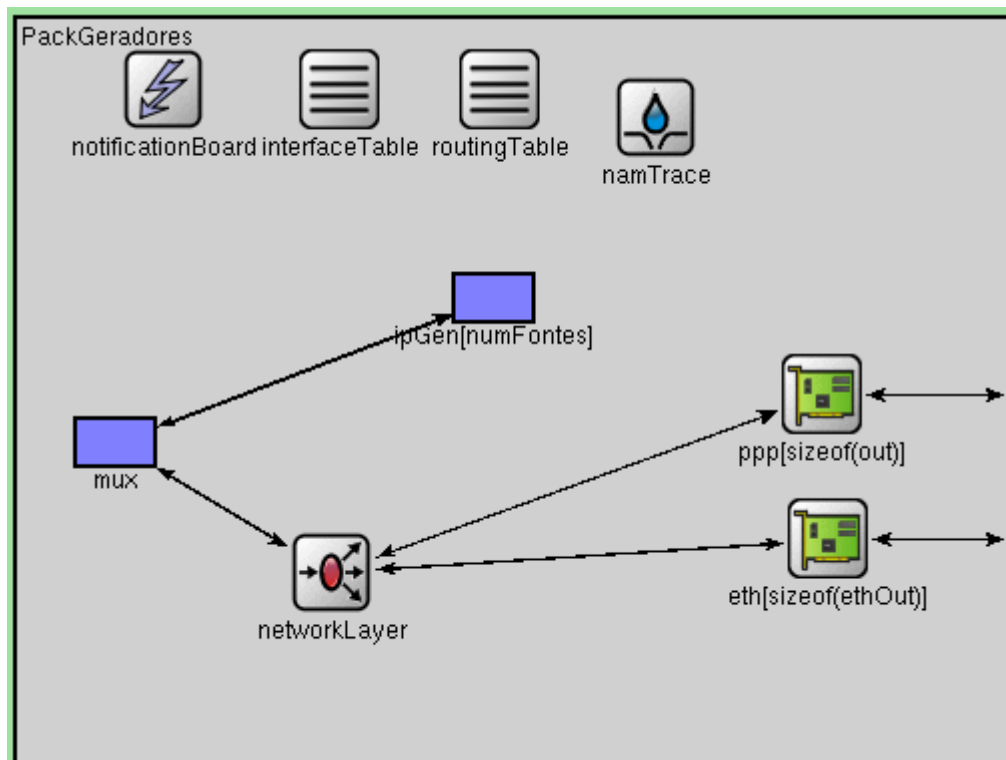 PackGeradores
notificationBoard
interfaceTable
routingTable
namTrace
ipGen[numFontes]
mux
ppp[sizeof(out)]
eth[sizeof(ethOut)]
networkLayer